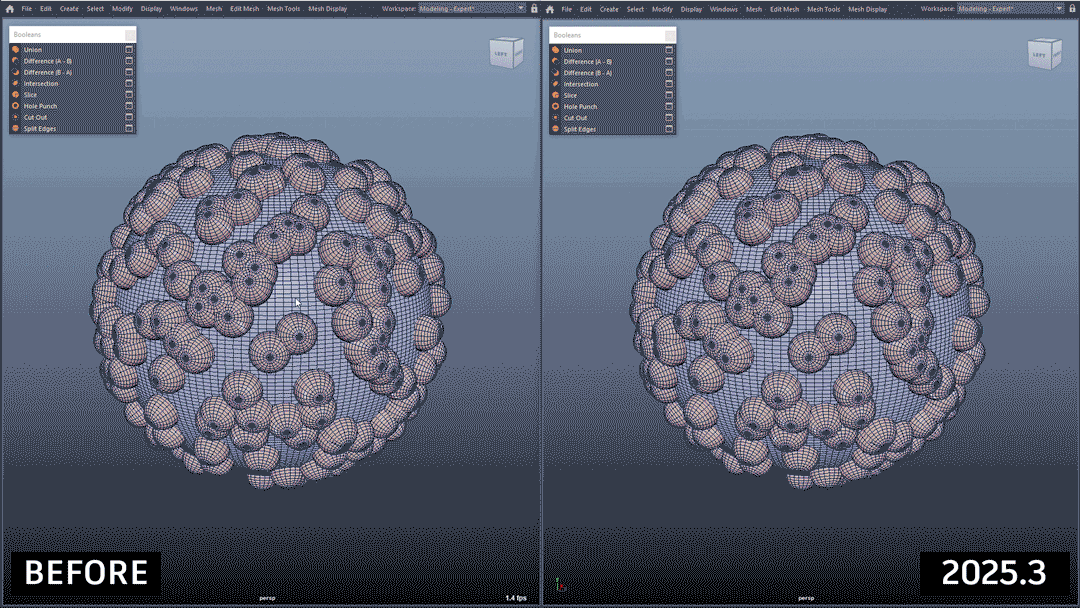 File Edit Create Select Modify Display Windows Mesh Edit Mesh Mesh Tools Mesh Display Workspace: Modeling - Expert*
Booleans
Union
Difference (A - B)
Difference (B - A)
Intersection
Slice
Hole Punch
Cut Out
Split Edges
LEFT
BEFORE
persp
1.4 fps
File Edit Create Select Modify Display Windows Mesh Edit Mesh Mesh Tools Mesh Display Workspace: Modeling - Expert*
Booleans
Union
Difference (A - B)
Difference (B - A)
Intersection
Slice
Hole Punch
Cut Out
Split Edges
LEFT
persp
2025.3